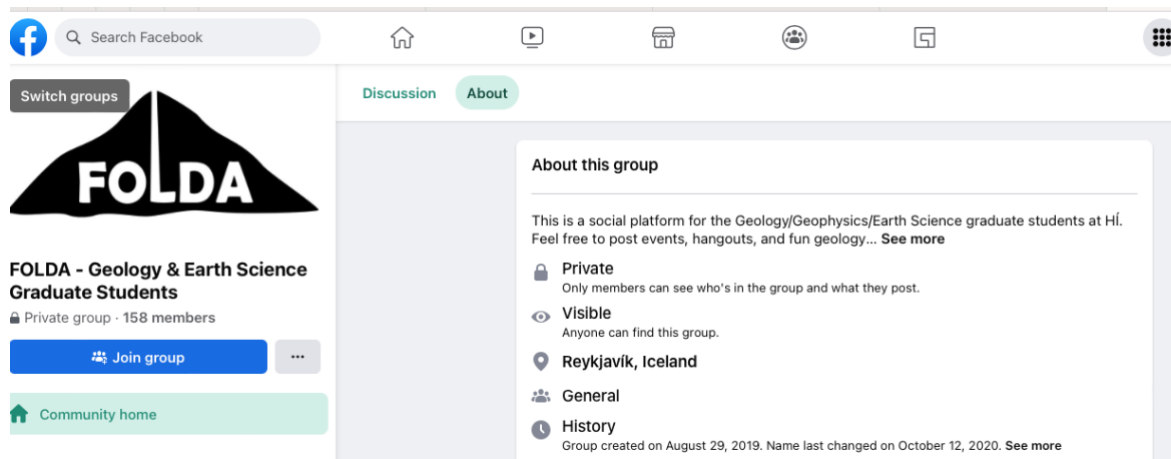 Search Facebook
Switch groups
FOLDA
FOLDA - Geology & Earth Science
Graduate Students
Private group · 158 members
Join group
Community home
Discussion
About
About this group
This is a social platform for the Geology/Geophysics/Earth Science graduate students at HÍ.
Feel free to post events, hangouts, and fun geology... See more
Private
Only members can see who's in the group and what they post.
Visible
Anyone can find this group.
Reykjavík, Iceland
General
History
Group created on August 29, 2019. Name last changed on October 12, 2020. See more